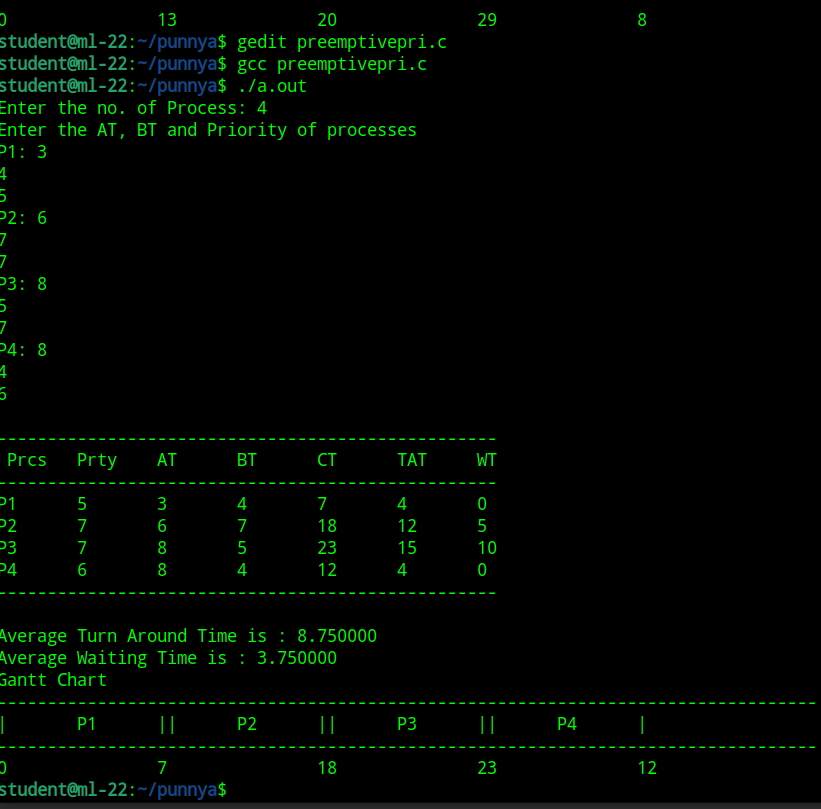 0 13 20 29 8
student@ml-22:~/punnya$ gedit preemptivepri.c
student@ml-22:~/punnya$ gcc preemptivepri.c
student@ml-22:~/punnya$ ./a.out
Enter the no. of Process: 4
Enter the AT, BT and Priority of processes
P1: 3
4
5
P2: 6
7
7
P3: 8
5
7
P4: 8
4
6
--------------------------------------------------
Prcs Prty AT BT CT TAT WT
--------------------------------------------------
P1 5 3 4 7 4 0
P2 7 6 7 18 12 5
P3 7 8 5 23 15 10
P4 6 8 4 12 4 0
--------------------------------------------------
Average Turn Around Time is : 8.750000
Average Waiting Time is : 3.750000
Gantt Chart
----------------------------------------------------------------------------------
| P1 || P2 || P3 || P4 |
----------------------------------------------------------------------------------
0 7 18 23 12
student@ml-22:~/punnya$